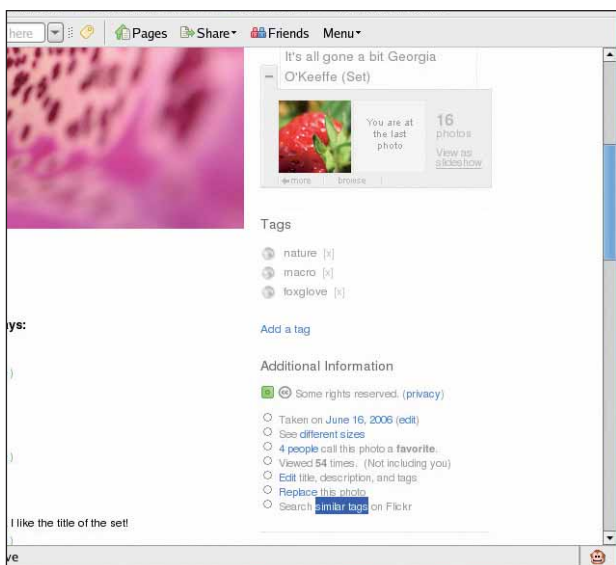 here Pages Share Friends Menu
It's all gone a bit Georgia
O'Keeffe (Set)
You are at
the last
photo
16
photos
View as
slideshow
more browse
Tags
nature [x]
macro [x]
foxglove [x]
ays:
Add a tag
Additional Information
Some rights reserved. (privacy)
Taken on June 16, 2006 (edit)
See different sizes
4 people call this photo a favorite.
Viewed 54 times. (Not including you)
Edit title, description, and tags
Replace this photo
Search similar tags on Flickr
I like the title of the set!
ve